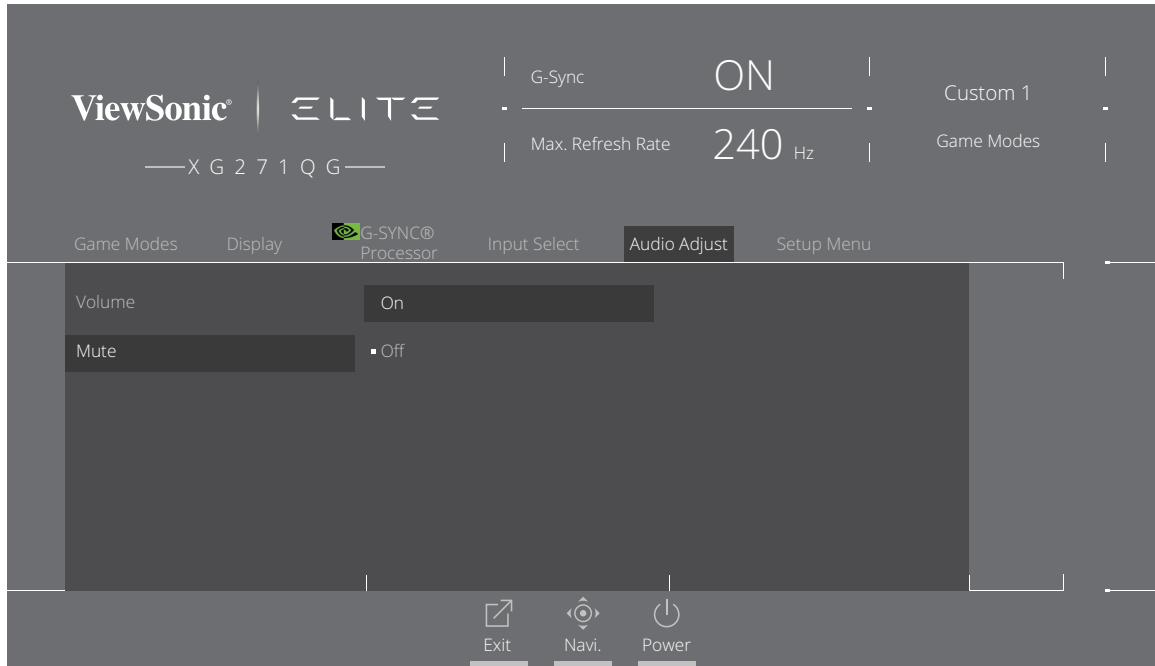 ViewSonic® ELITE
XG271QG
G-Sync ON
Max. Refresh Rate 240 Hz
Custom 1
Game Modes
Game Modes Display G-SYNC® Input Select Audio Adjust Setup Menu
Processor
Volume On
Mute Off
Exit Navi. Power